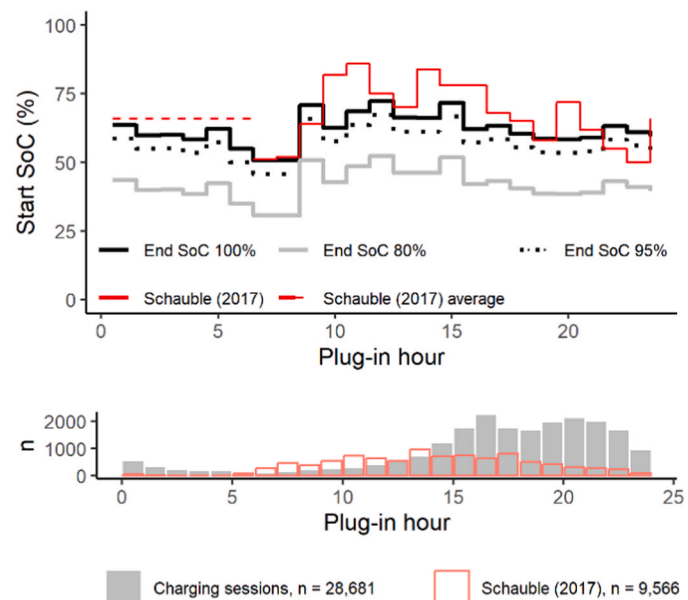 100
75
50
25
0
Start SoC (%)
End SoC 100% End SoC 80% End SoC 95%
Schauble (2017) Schauble (2017) average
0 5 10 15 20
Plug-in hour
2000
1000
0
n
0 5 10 15 20 25
Plug-in hour
Charging sessions, n = 28,681 Schauble (2017), n = 9,566